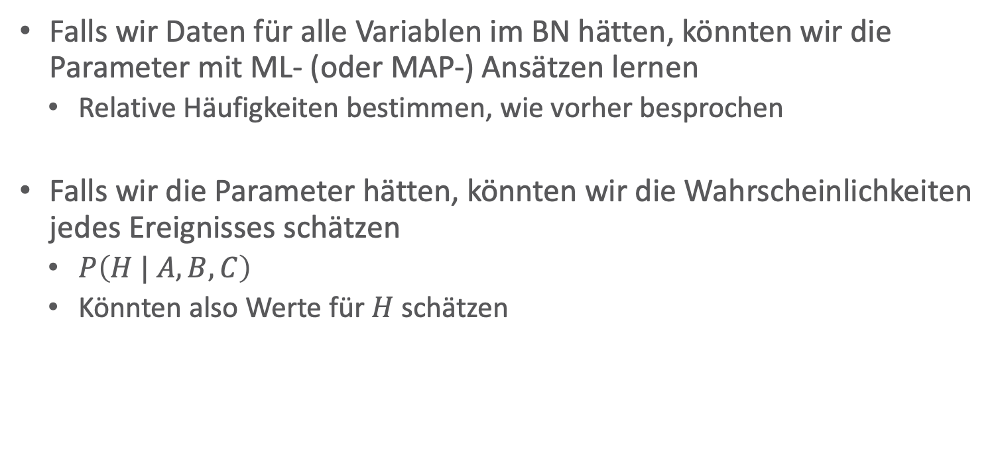 • Falls wir Daten für alle Variablen im BN hätten, könnten wir die
Parameter mit ML- (oder MAP-) Ansätzen lernen
• Relative Häufigkeiten bestimmen, wie vorher besprochen
• Falls wir die Parameter hätten, könnten wir die Wahrscheinlichkeiten
jedes Ereignisses schätzen
• P(H | A, B, C)
• Könnten also Werte für H schätzen